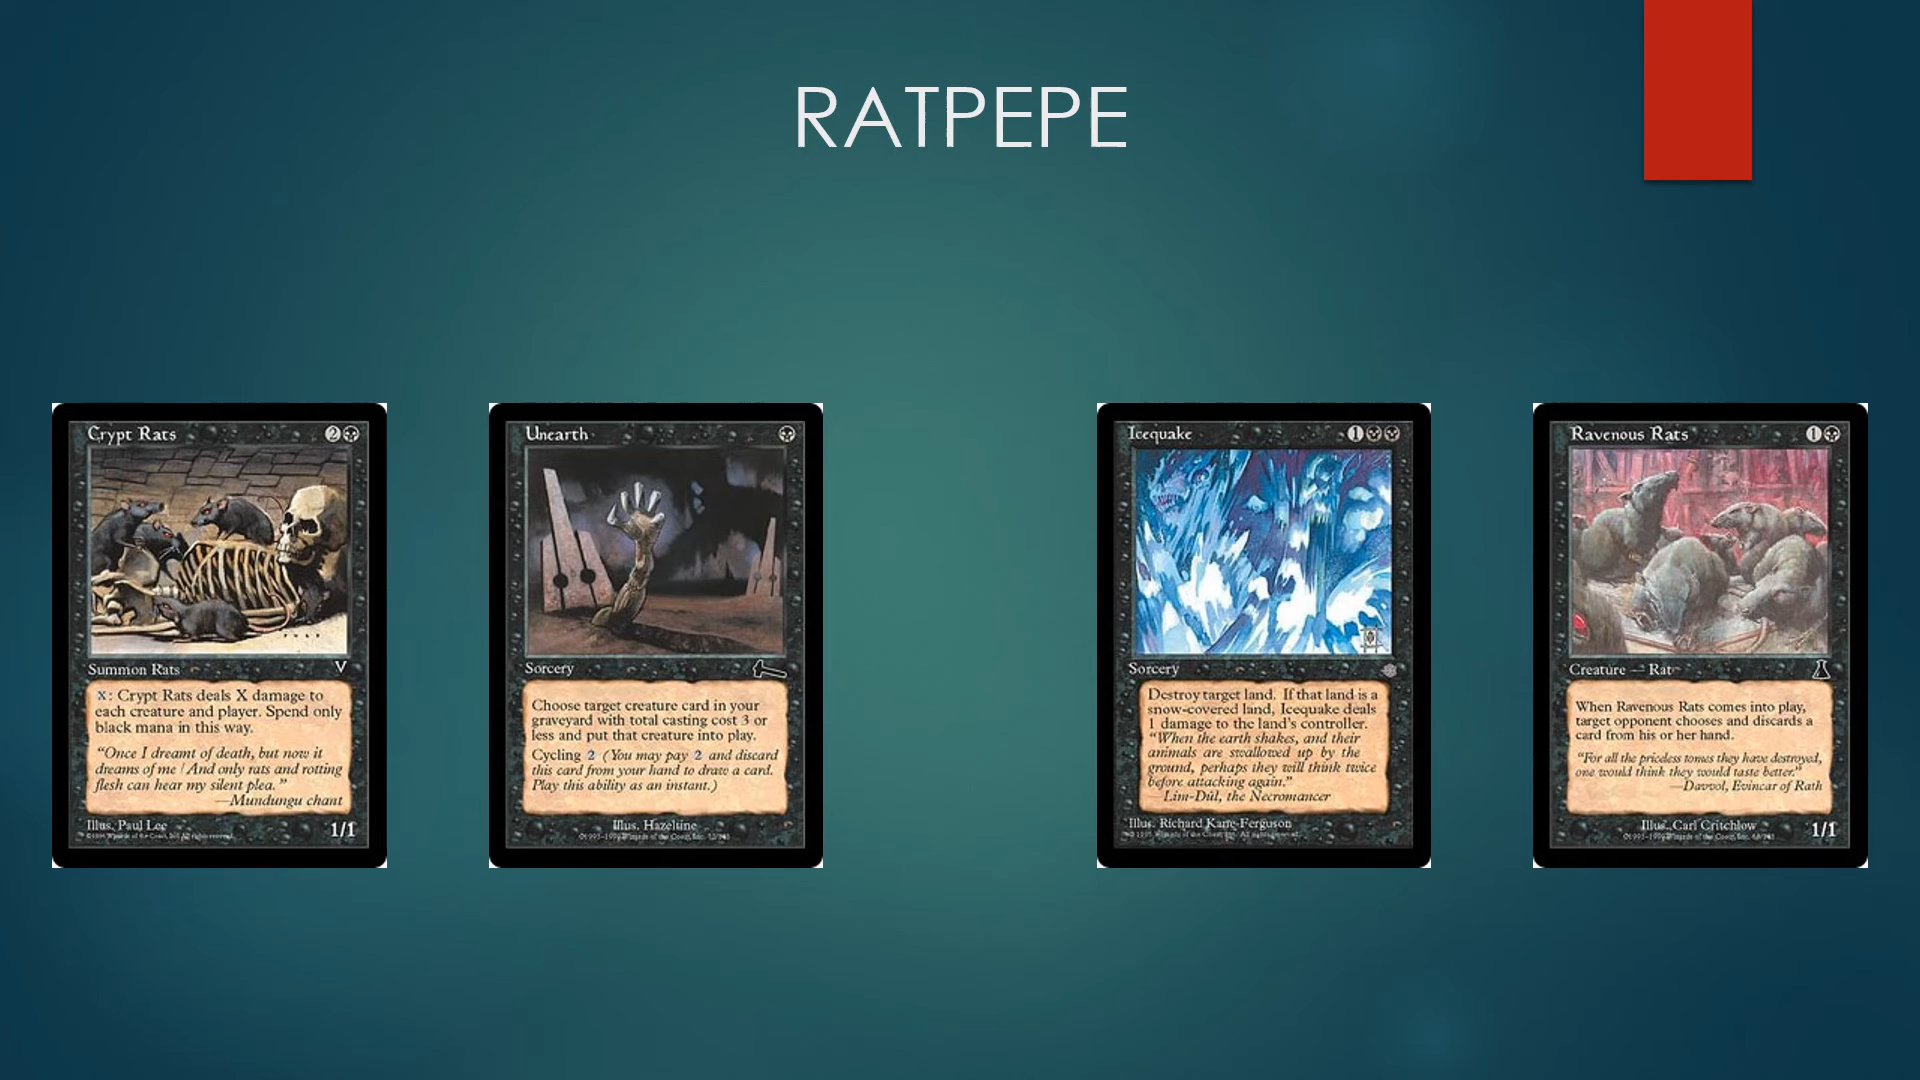 RATPEPE
Crypt Rats 2
Summon Rats V
X: Crypt Rats deals X damage to
each creature and player. Spend only
black mana in this way.
"Once I dreamt of death, but now it
dreams of me! And only rats and rotting
flesh can hear my silent plea."
—Mundungu chant
Illus. Paul Lee
1/1
Unearth
Sorcery
Choose target creature card in your
graveyard with total casting cost 3 or
less and put that creature into play.
Cycling 2 (You may pay 2 and discard
this card from your hand to draw a card.
Play this ability as an instant.)
Illus. Hazeltine
Icequake 1
Sorcery
Destroy target land. If that land is a
snow-covered land, Icequake deals
1 damage to the land's controller.
"When the earth shakes, and their
animals are swallowed up by the
ground, perhaps they will think twice
before attacking again."
—Lim-Dûl, the Necromancer
Illus. Richard Kane-Ferguson
Ravenous Rats 1
Creature — Rat
When Ravenous Rats comes into play,
target opponent chooses and discards a
card from his or her hand.
"For all the priceless tomes they have destroyed,
one would think they would taste better."
—Davvol, Evincar of Rath
Illus. Carl Critchlow
1/1